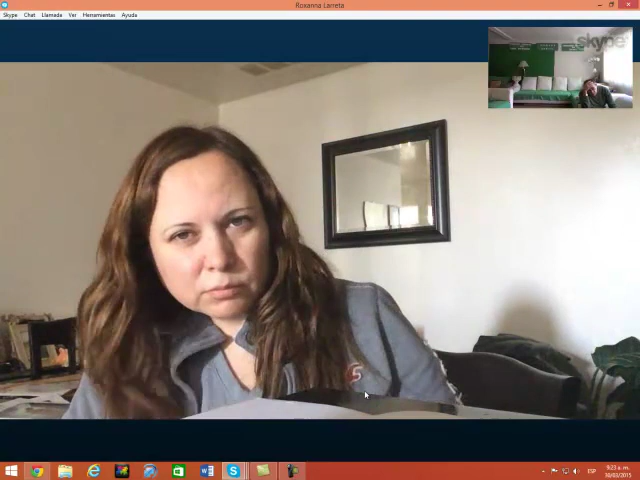 Roxanna Larreta
Skype Chat Llamada Ver Herramientas Ayuda
skype
S
ESP
9:23 a. m.
30/03/2015